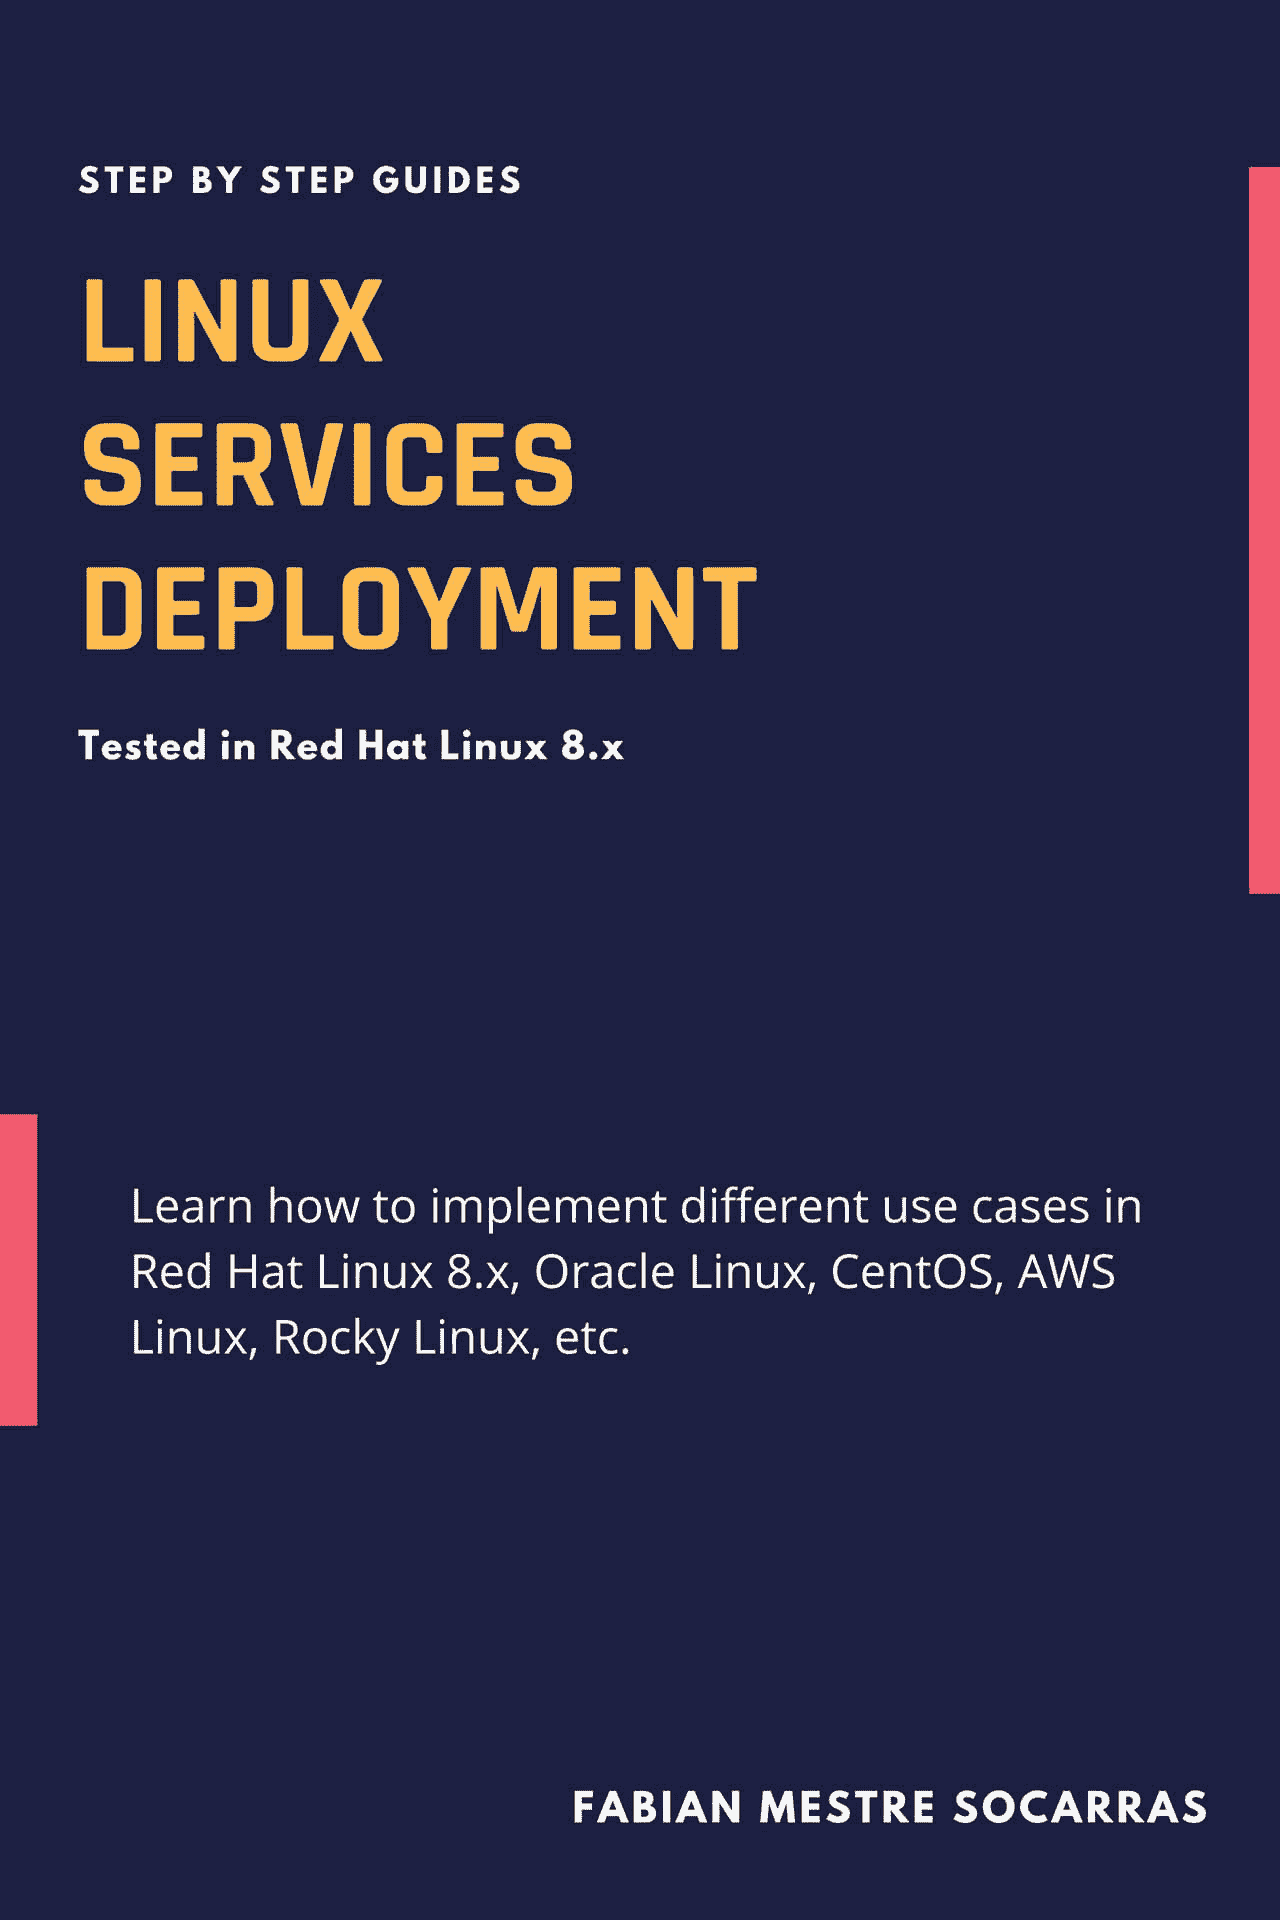 STEP BY STEP GUIDES
LINUX
SERVICES
DEPLOYMENT
Tested in Red Hat Linux 8.x
Learn how to implement different use cases in
Red Hat Linux 8.x, Oracle Linux, CentOS, AWS
Linux, Rocky Linux, etc.
FABIAN MESTRE SOCARRAS